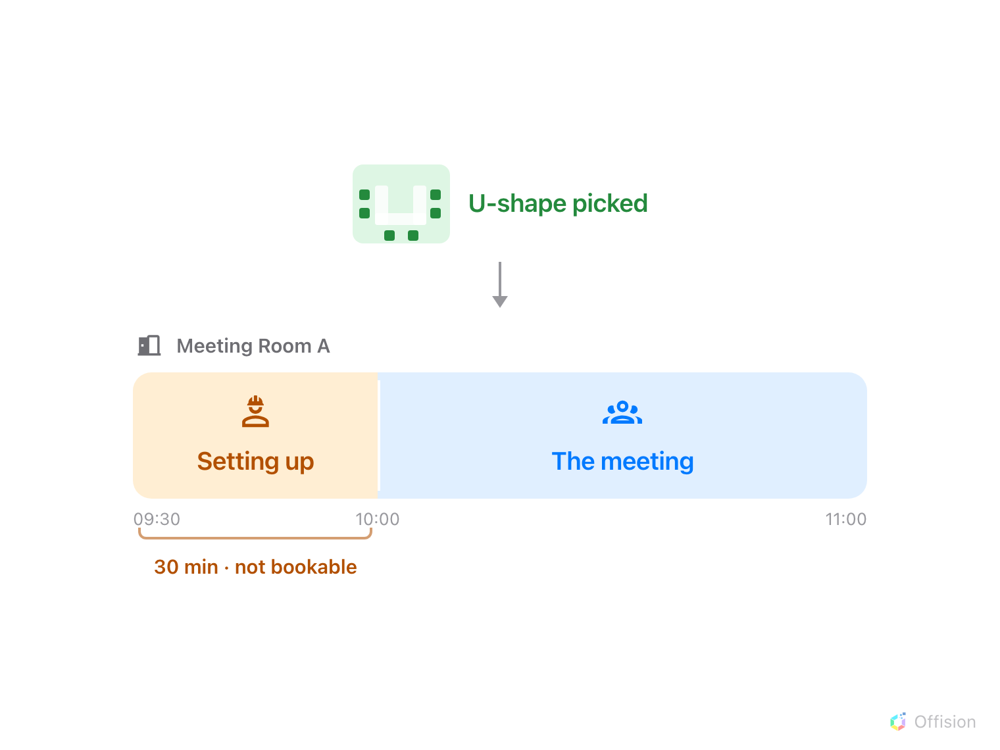 U-shape picked
Meeting Room A
Setting up
The meeting
09:30
10:00
11:00
30 min · not bookable
Offision